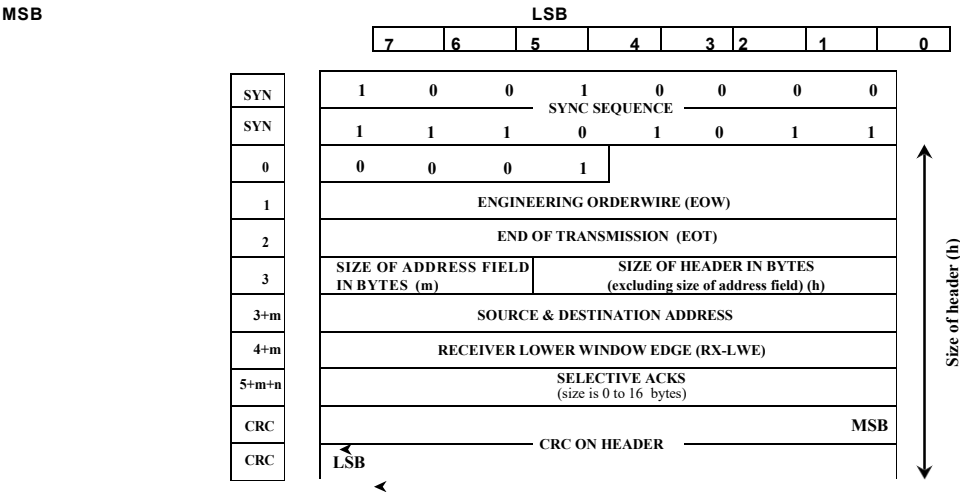 MSB LSB
7 6 5 4 3 2 1 0
SYN 1 0 0 1 0 0 0 0
SYNC SEQUENCE
SYN 1 1 1 0 1 0 1 1
0 0 0 0 1
1 ENGINEERING ORDERWIRE (EOW)
2 END OF TRANSMISSION (EOT)
SIZE OF ADDRESS FIELD SIZE OF HEADER IN BYTES
3 IN BYTES (m) (excluding size of address field) (h)
3+m SOURCE & DESTINATION ADDRESS
4+m RECEIVER LOWER WINDOW EDGE (RX-LWE)
5+m+n SELECTIVE ACKS
(size is 0 to 16 bytes)
CRC MSB
CRC ON HEADER
CRC LSB
Size of header (h)